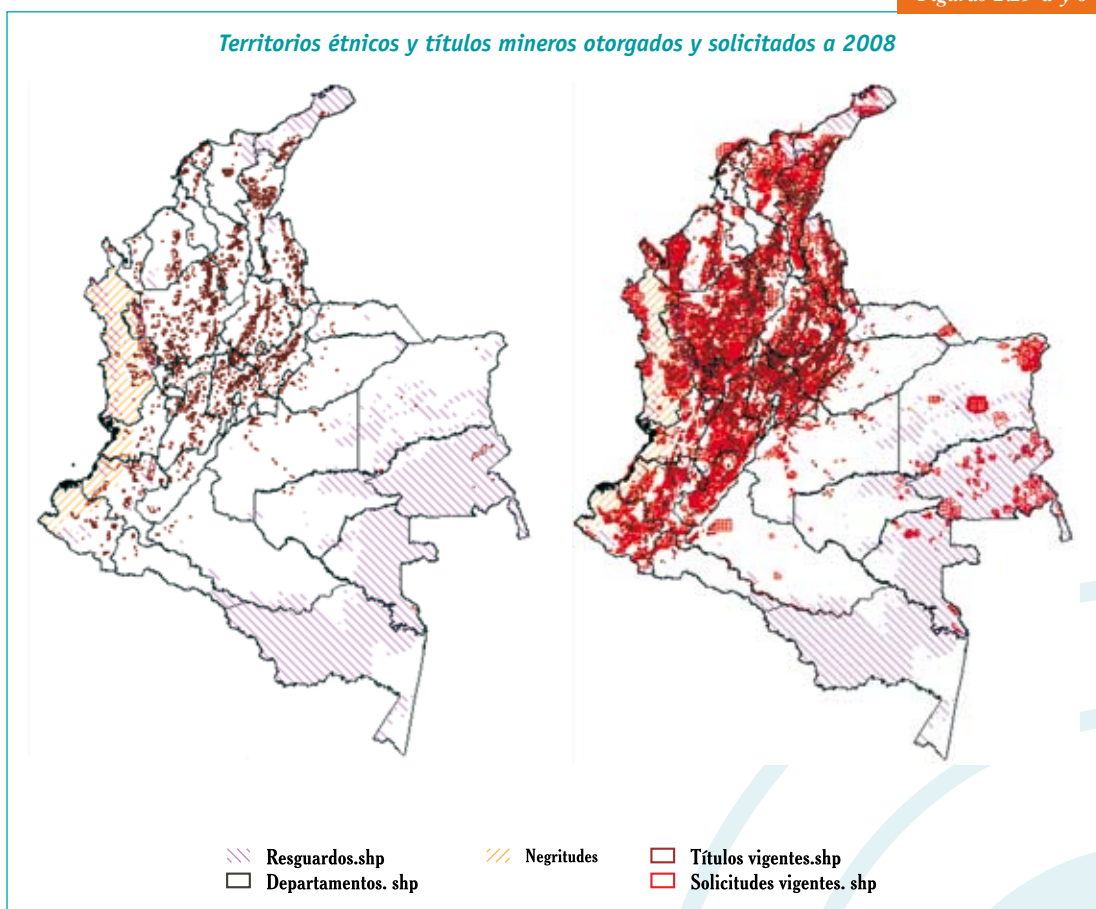 Territorios étnicos y títulos mineros otorgados y solicitados a 2008
Resguardos.shp
Negritudes
Títulos vigentes.shp
Departamentos. shp
Solicitudes vigentes. shp